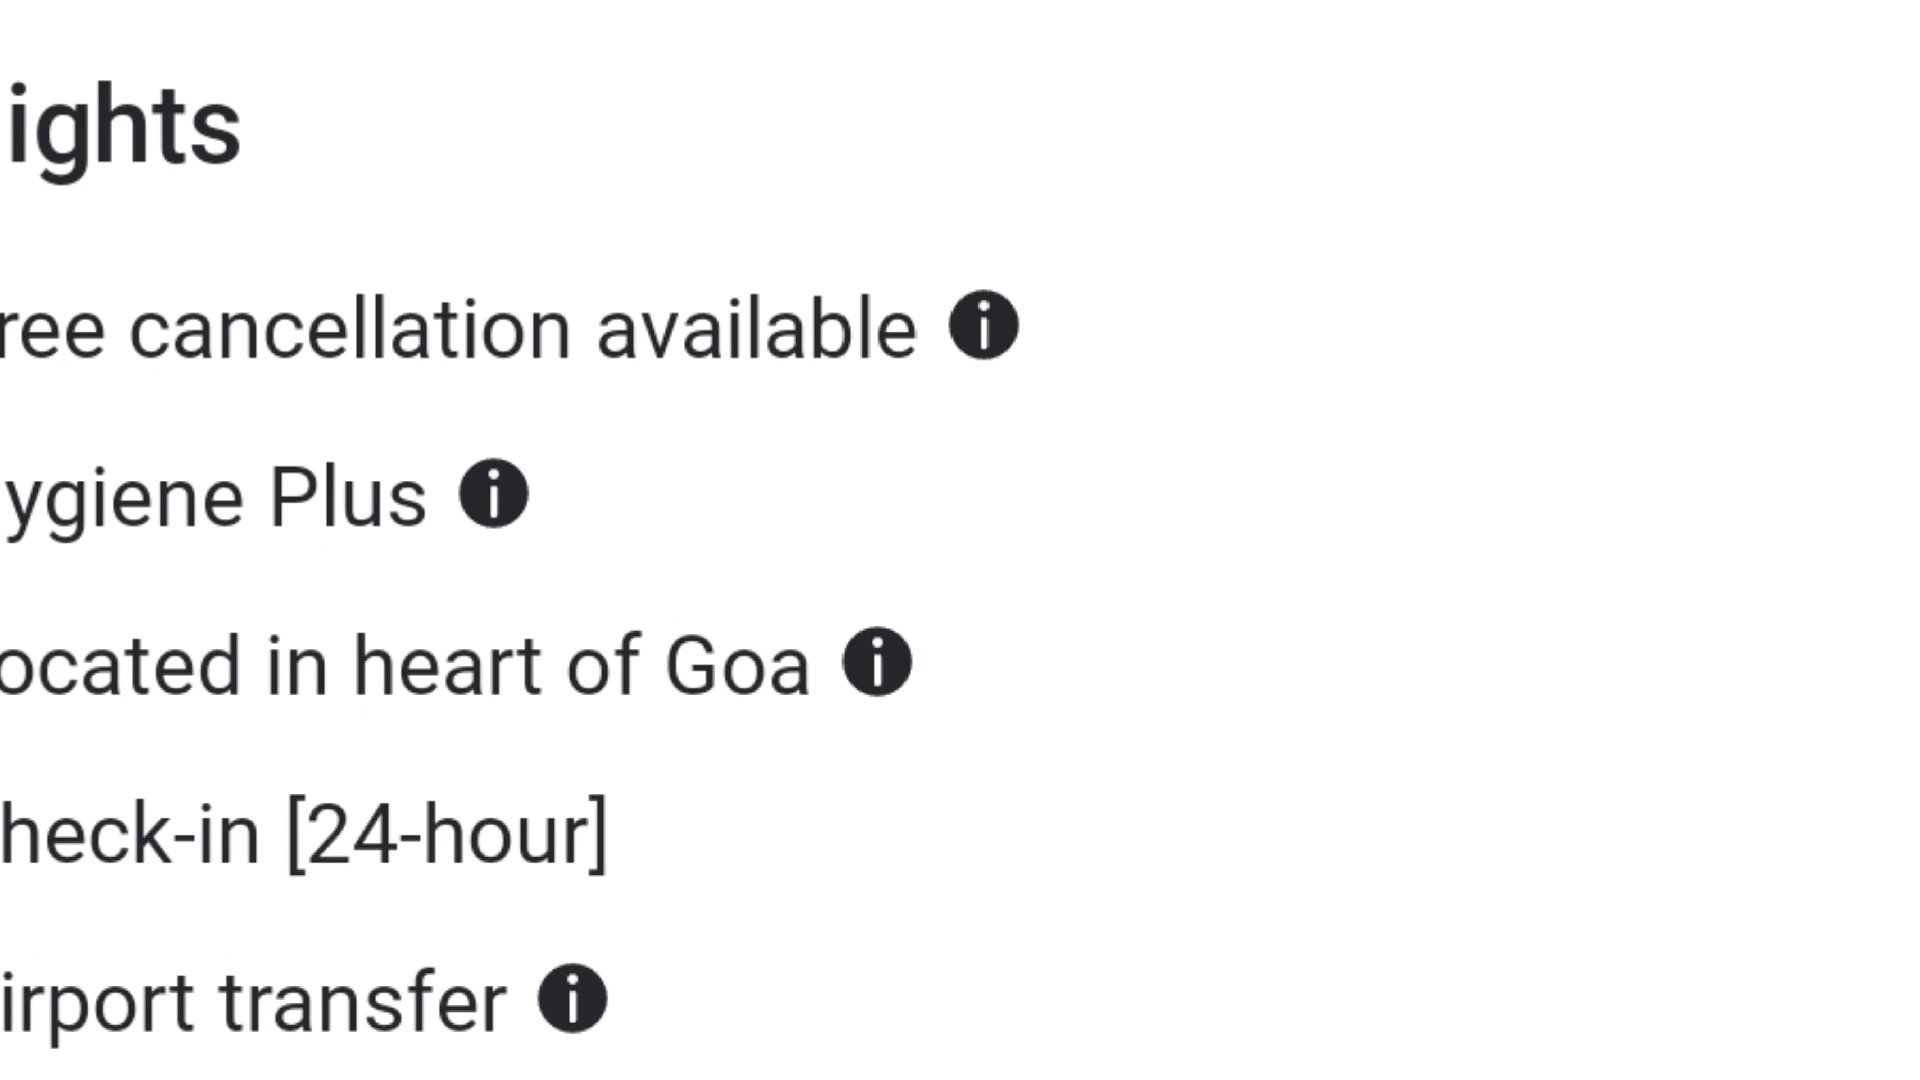 ights
ree cancellation available
ygiene Plus
ocated in heart of Goa
heck-in [24-hour]
irport transfer